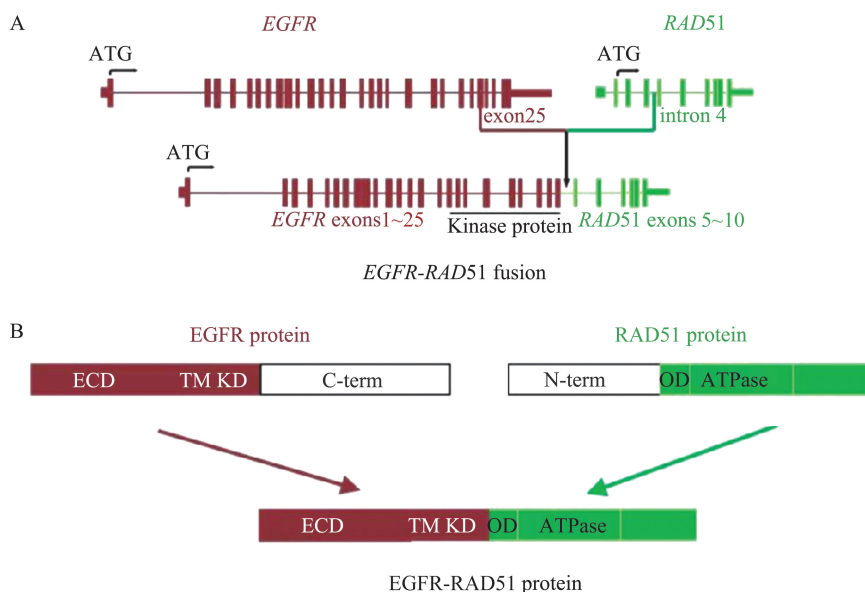 A
EGFR
RAD51
ATG
ATG
exon25
intron 4
ATG
EGFR exons1~25
Kinase protein
RAD51 exons 5~10
EGFR-RAD51 fusion
B
EGFR protein
RAD51 protein
ECD TM KD C-term
N-term OD ATPase
ECD TM KD OD ATPase
EGFR-RAD51 protein